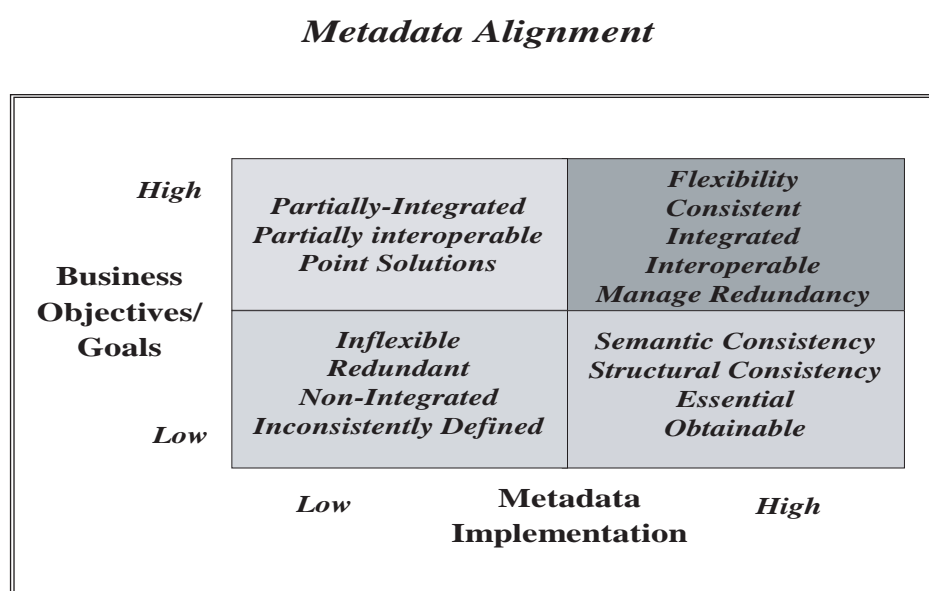 Metadata Alignment
High
Partially-Integrated
Partially interoperable
Point Solutions
Flexibility
Consistent
Integrated
Interoperable
Manage Redundancy
Business
Objectives/
Goals
Inflexible
Redundant
Non-Integrated
Inconsistently Defined
Semantic Consistency
Structural Consistency
Essential
Obtainable
Low
Low
Metadata
Implementation
High